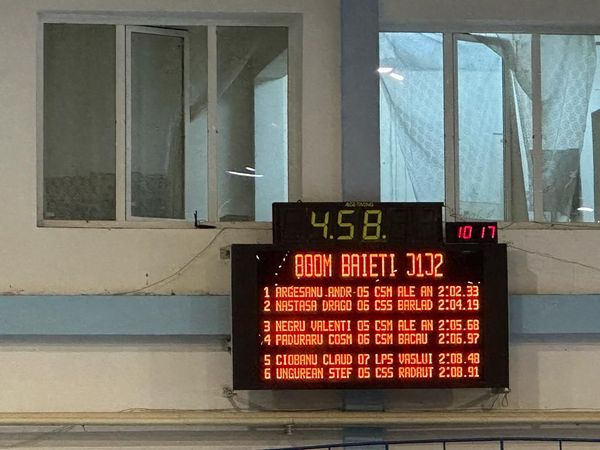 ALGE-TIMING
4.58.
10 17
800M BAIETI J1J2
1 ARGESANU.ANDR-05 CSM ALE AN 2:02.33
2 NASTASA DRAGO 06 CSS BARLAD 2:04.19
3 NEGRU VALENTI 05 CSM ALE AN 2:05.68
4 PADURARU COSM 06 CSM BACAU 2:06.97
5 CIOBANU CLAUD 07 LPS VASLUI 2:08.48
6 UNGUREAN STEF 05 CSS RADAUT 2:08.91